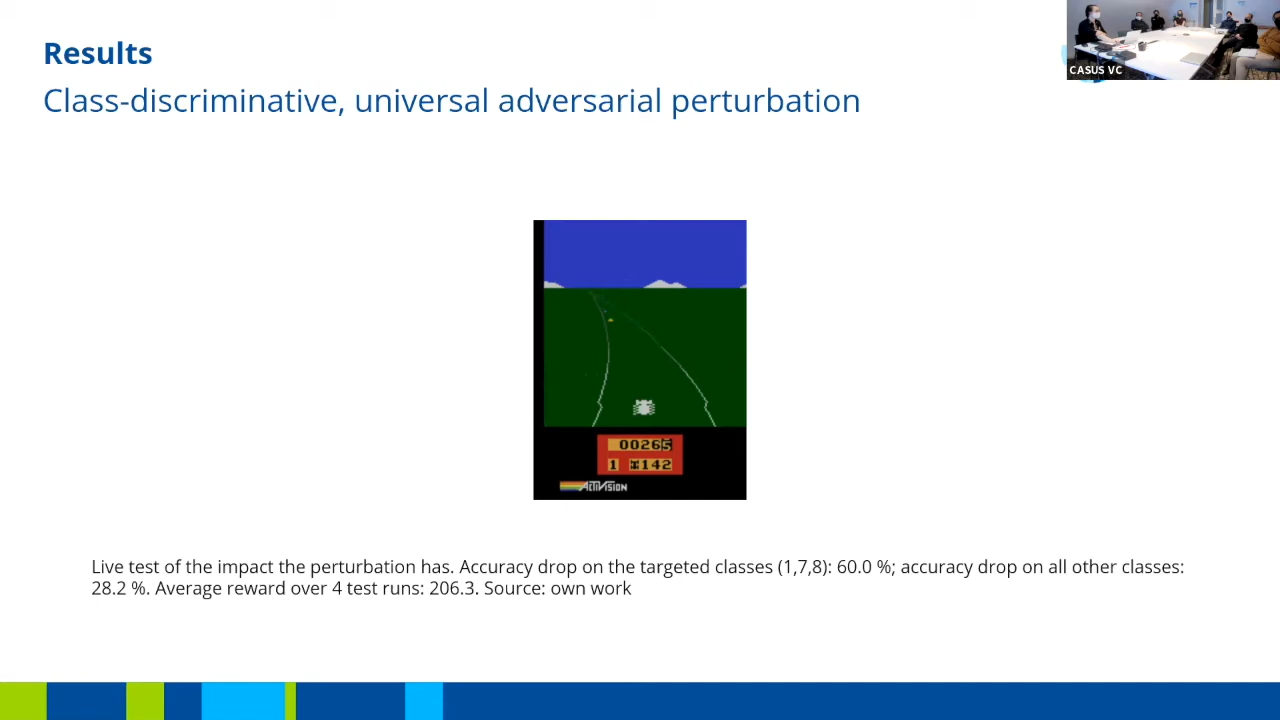 Results
Class-discriminative, universal adversarial perturbation
CASUS VC
00265
1 142
ACTIVISION
Live test of the impact the perturbation has. Accuracy drop on the targeted classes (1,7,8): 60.0 %; accuracy drop on all other classes:
28.2 %. Average reward over 4 test runs: 206.3. Source: own work